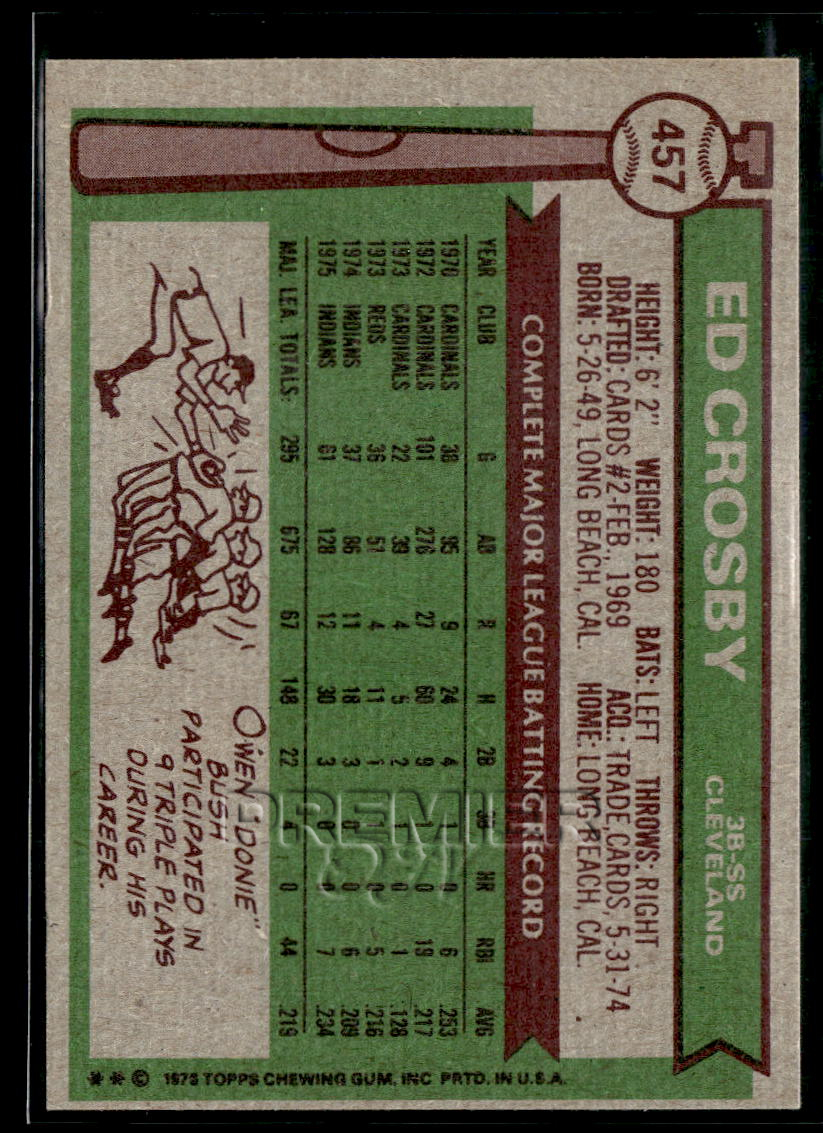 457
ED CROSBY
3B-SS
CLEVELAND
HEIGHT: 6' 2" WEIGHT: 180 BATS: LEFT THROWS: RIGHT
DRAFTED: CARDS #2-FEB., 1969 ACQ.: TRADE, CARDS, 5-31-74
BORN: 5-26-49, LONG BEACH, CAL. HOME: LONG BEACH, CAL.
COMPLETE MAJOR LEAGUE BATTING RECORD
YEAR CLUB G AB R H 2B 3B HR RBI AVG
1970 CARDINALS 38 95 9 24 4 1 0 6 .253
1972 CARDINALS 101 276 27 60 9 1 0 19 .217
1973 CARDINALS 22 39 4 5 2 1 0 1 .128
1973 REDS 36 51 4 11 1 1 0 5 .216
1974 INDIANS 37 86 11 18 3 0 0 6 .209
1975 INDIANS 61 128 12 30 3 0 0 7 .234
MAJ. LEA. TOTALS: 295 675 67 148 22 4 0 44 .219
OWEN "DONIE"
BUSH
PARTICIPATED IN
9 TRIPLE PLAYS
DURING HIS
CAREER.
** © 1976 TOPPS CHEWING GUM, INC PRTD. IN U.S.A.
PREMIER